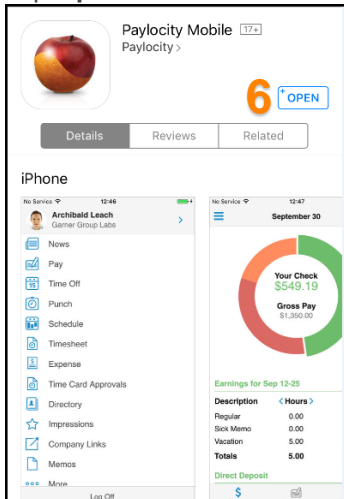 Paylocity Mobile 17+
Paylocity >
6
+ OPEN
Details Reviews Related
iPhone
No Service 12:46
Archibald Leach
Garner Group Labs
News
Pay
15
Time Off
Punch
Schedule
Timesheet
$
Expense
Time Card Approvals
Directory
Impressions
Company Links
Memos
More
Log Off
No Service 12:47
September 30
Your Check
$549.19
Gross Pay
$1,350.00
Earnings for Sep 12-25
Description < Hours >
Regular 0.00
Sick Memo 0.00
Vacation 5.00
Totals 5.00
Direct Deposit
$